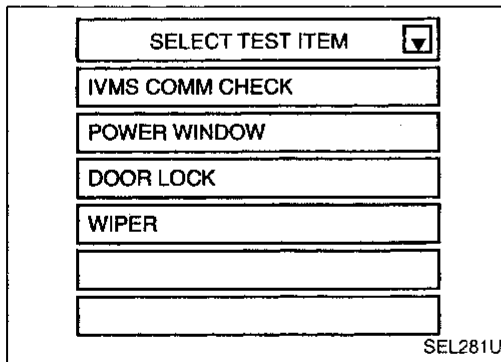 SELECT TEST ITEM
IVMS COMM CHECK
POWER WINDOW
DOOR LOCK
WIPER
SEL281U